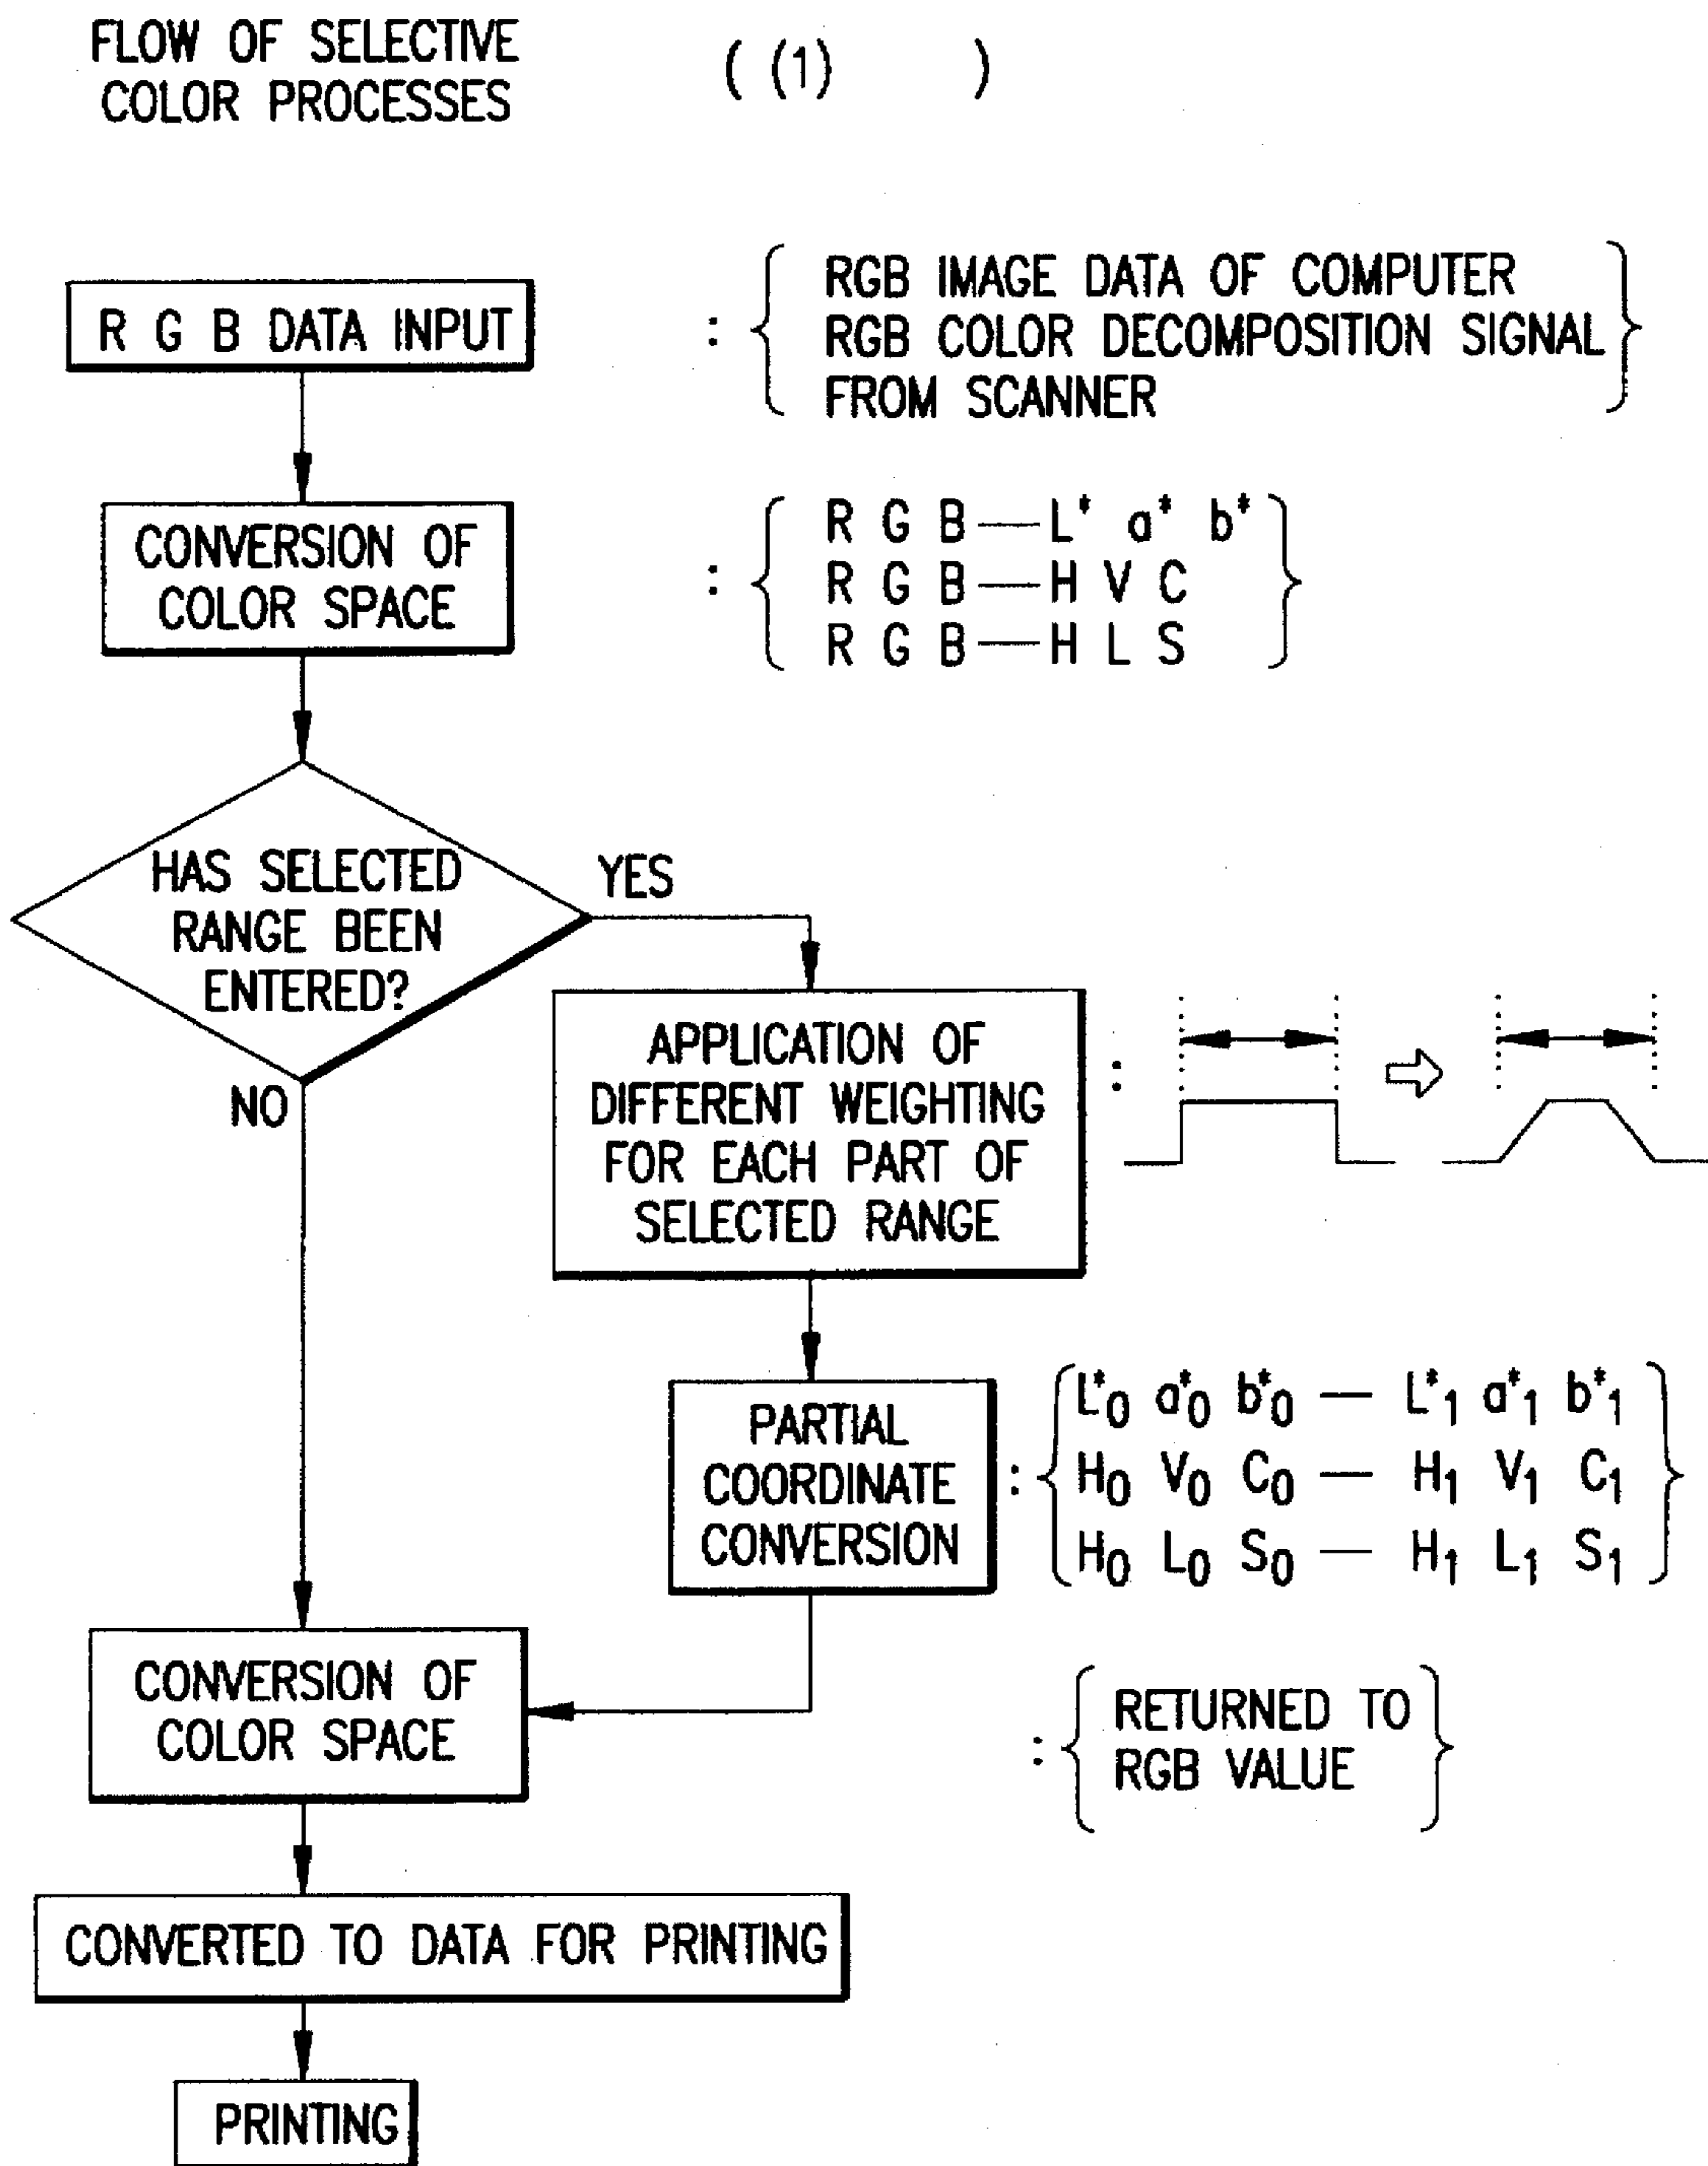 FLOW OF SELECTIVE
COLOR PROCESSES
( (1) )
R G B DATA INPUT
: { RGB IMAGE DATA OF COMPUTER
RGB COLOR DECOMPOSITION SIGNAL
FROM SCANNER }
CONVERSION OF
COLOR SPACE
: { R G B — L* a* b*
R G B — H V C
R G B — H L S }
HAS SELECTED
RANGE BEEN
ENTERED?
YES
NO
APPLICATION OF
DIFFERENT WEIGHTING
FOR EACH PART OF
SELECTED RANGE
:
PARTIAL
COORDINATE
CONVERSION
: { L*0 a*0 b*0 — L*1 a*1 b*1
H0 V0 C0 — H1 V1 C1
H0 L0 S0 — H1 L1 S1 }
CONVERSION OF
COLOR SPACE
: { RETURNED TO
RGB VALUE }
CONVERTED TO DATA FOR PRINTING
PRINTING